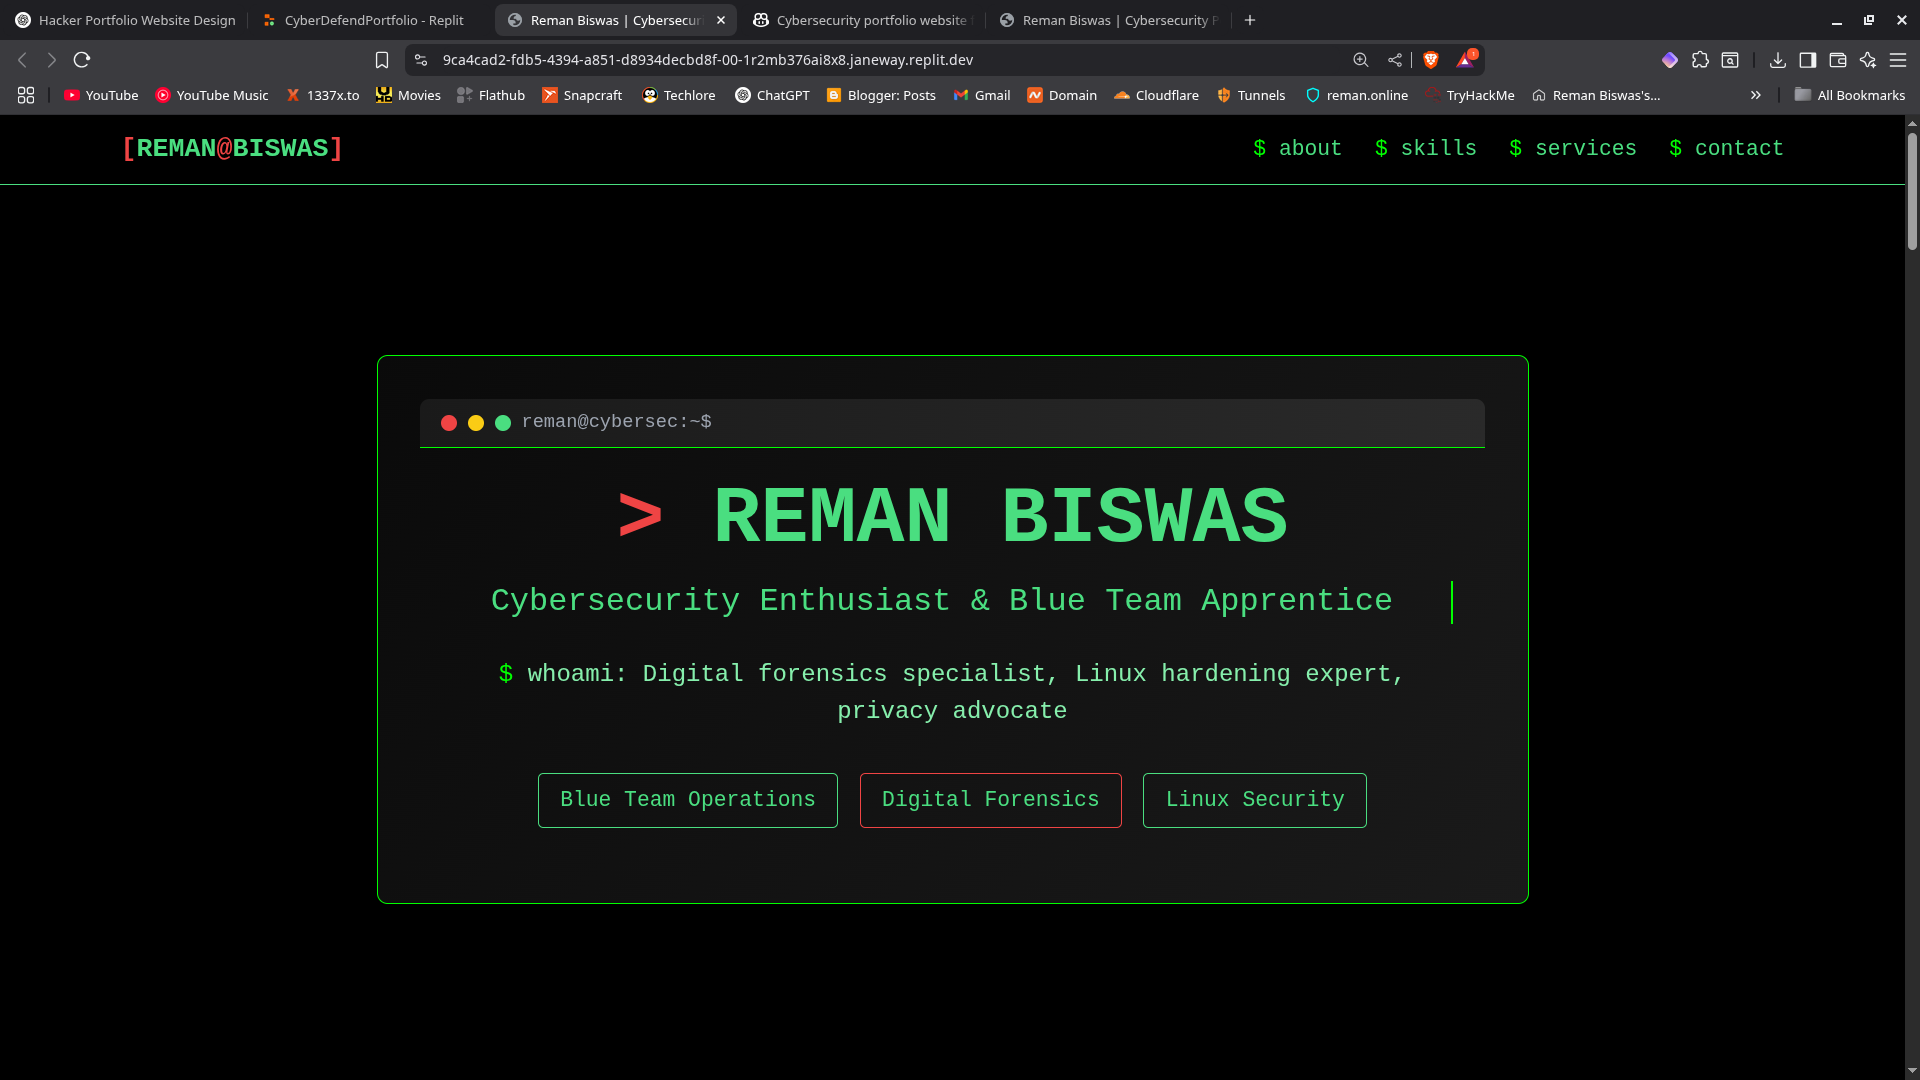 Hacker Portfolio Website Design
CyberDefendPortfolio - Replit
Reman Biswas | Cybersecuri
Cybersecurity portfolio website
Reman Biswas | Cybersecurity P
9ca4cad2-fdb5-4394-a851-d8934decbd8f-00-1r2mb376ai8x8.janeway.replit.dev
1
YouTube
YouTube Music
1337x.to
Movies
Flathub
Snapcraft
Techlore
ChatGPT
Blogger: Posts
Gmail
Domain
Cloudflare
Tunnels
reman.online
TryHackMe
Reman Biswas's...
All Bookmarks
[REMAN@BISWAS]
$ about
$ skills
$ services
$ contact
reman@cybersec:~$
> REMAN BISWAS
Cybersecurity Enthusiast & Blue Team Apprentice
$ whoami: Digital forensics specialist, Linux hardening expert,
privacy advocate
Blue Team Operations
Digital Forensics
Linux Security